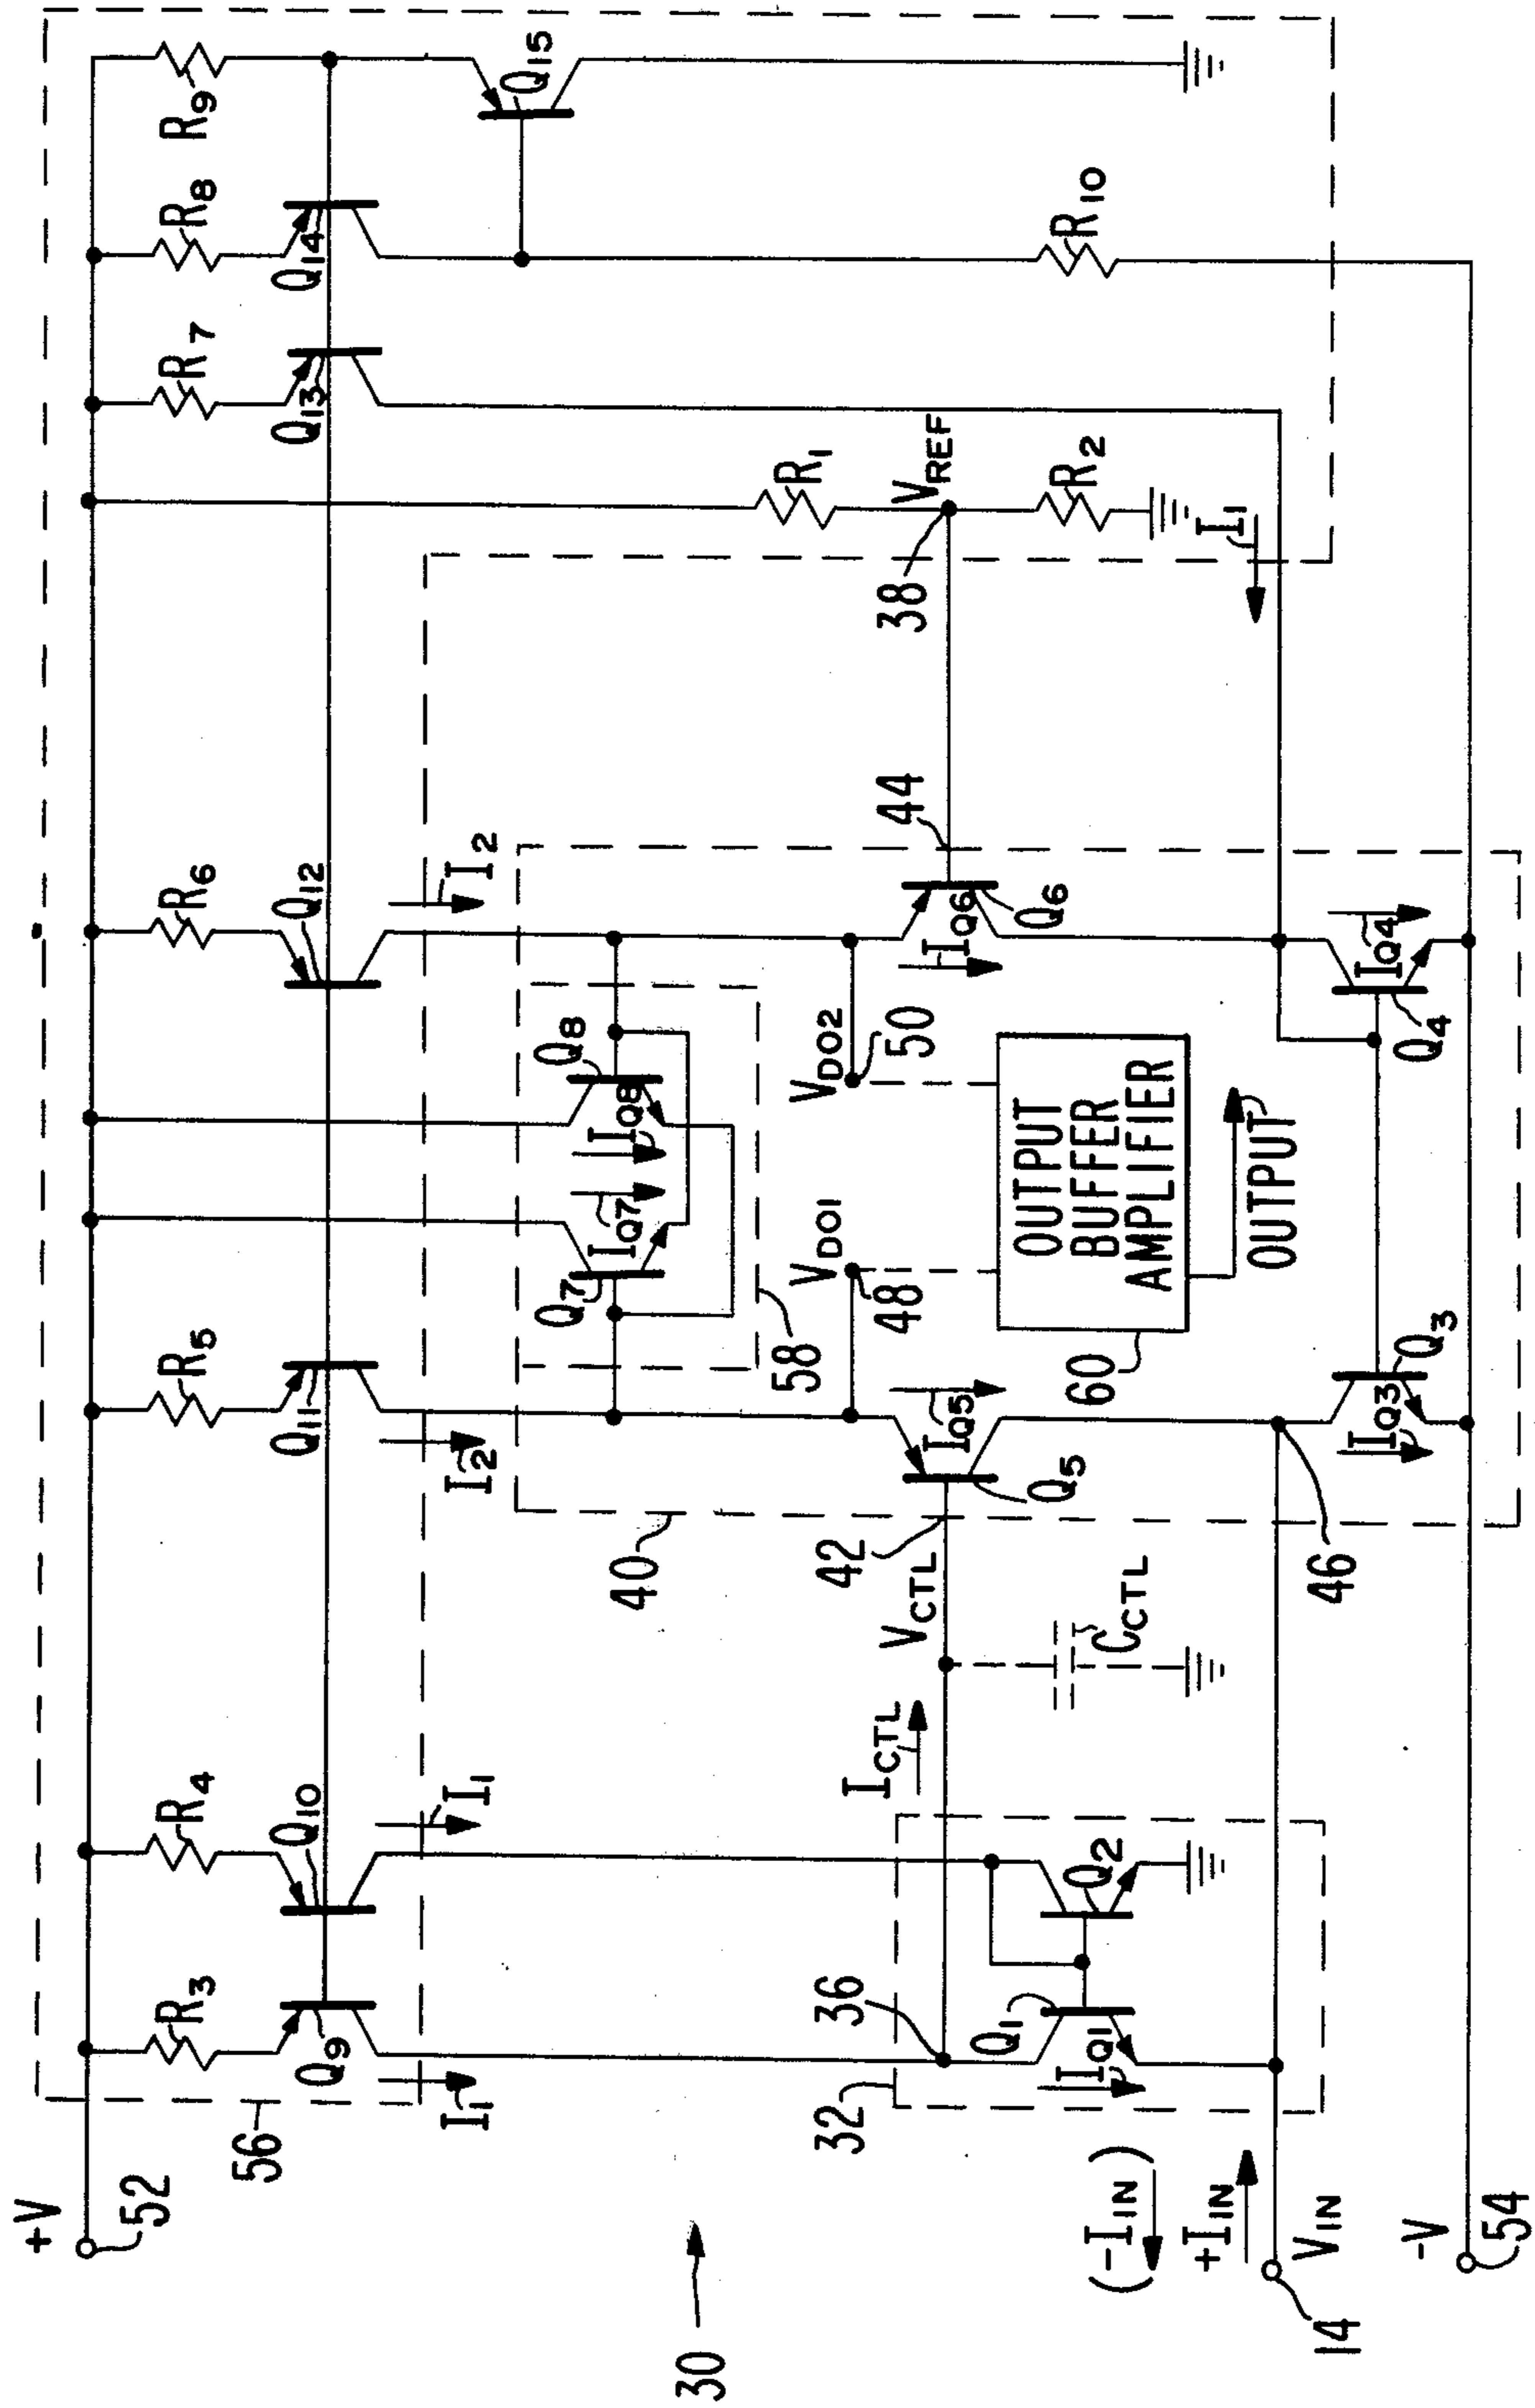 +V
52
56
R3
R4
R5
R6
R7
R8
R9
Q9
Q10
Q11
Q12
Q13
Q14
Q15
I1
I1
I2
I2
30
40
58
Q7
Q8
IQ7
IQ8
36
32
ICTL
VCTL
42
VDO1
48
VDO2
50
44
38
VREF
R1
R2
R10
Q1
IQ1
Q2
CCTL
Q5
IQ5
IQ6
Q6
60
OUTPUT
BUFFER
AMPLIFIER
OUTPUT
I1
(-IIN)
+IIN
VIN
14
46
IQ3
Q3
IQ4
Q4
-V
54